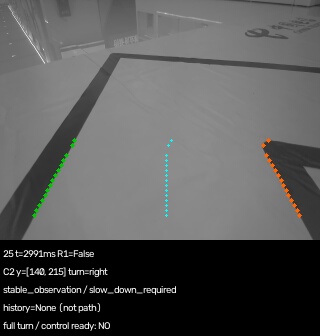 25 t=2991ms R1=False
C2 y=[140, 215] turn=right
stable_observation / slow_down_required
history=None (not path)
full turn / control ready: NO